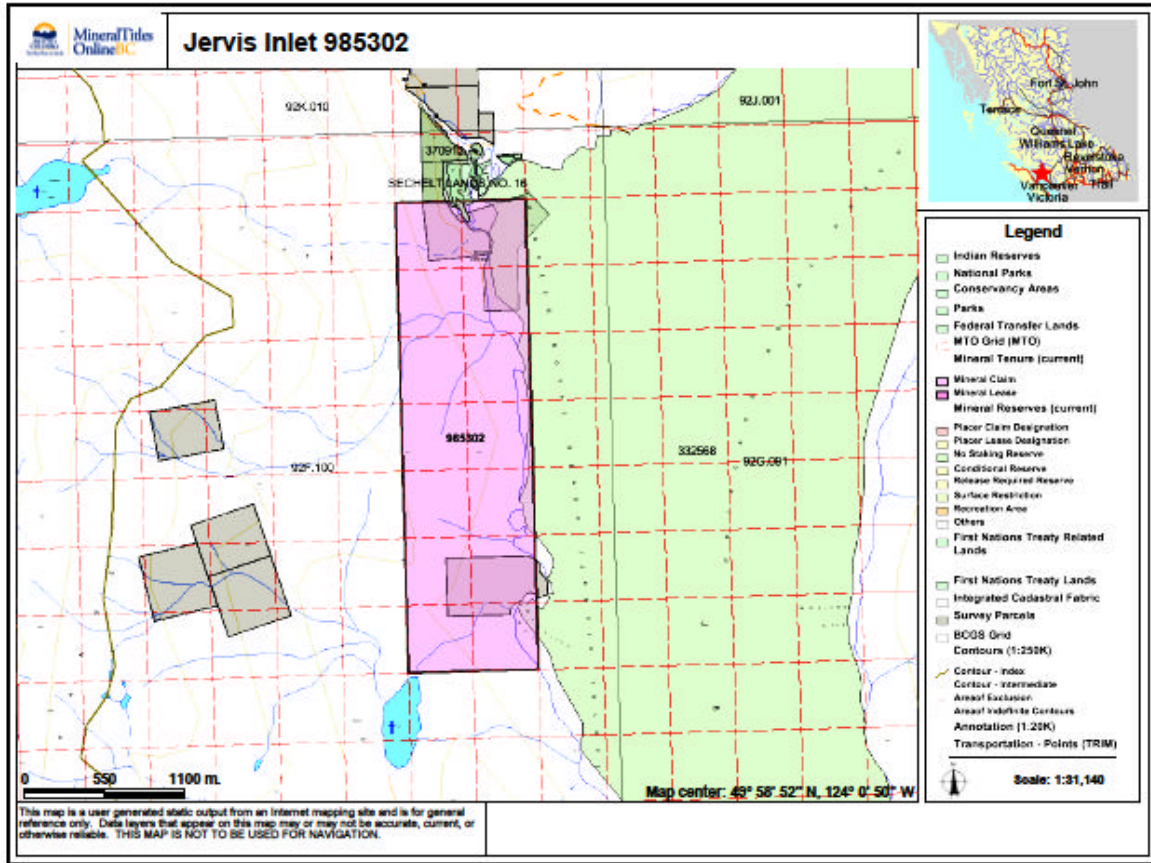 MineralTitles
OnlineBC
Jervis Inlet 985302
Fort St. John
Terrace
Quesnel
Williams Lake
Revelstoke
Vernon
Vancouver
Trail
Victoria
92K.010
92J.001
SECHELT LANDS NO. 16
985302
332568
92G.091
92F.100
Legend
Indian Reserves
National Parks
Conservancy Areas
Parks
Federal Transfer Lands
MTO Grid (MTO)
Mineral Tenure (current)
Mineral Claim
Mineral Lease
Mineral Reserves (current)
Placer Claim Designation
Placer Lease Designation
No Staking Reserve
Conditional Reserve
Release Required Reserve
Surface Restriction
Recreation Area
Others
First Nations Treaty Related
Lands
First Nations Treaty Lands
Integrated Cadastral Fabric
Survey Parcels
BCGS Grid
Contours (1:250K)
Contour - Index
Contour - Intermediate
Area of Exclusion
Area of Indefinite Contours
Annotation (1:20K)
Transportation - Points (TRIM)
Scale: 1:31,140
0 550 1100 m.
Map center: 49° 58' 52" N, 124° 0' 50" W
This map is a user generated static output from an Internet mapping site and is for general
reference only. Data layers that appear on this map may or may not be accurate, current, or
otherwise reliable. THIS MAP IS NOT TO BE USED FOR NAVIGATION.